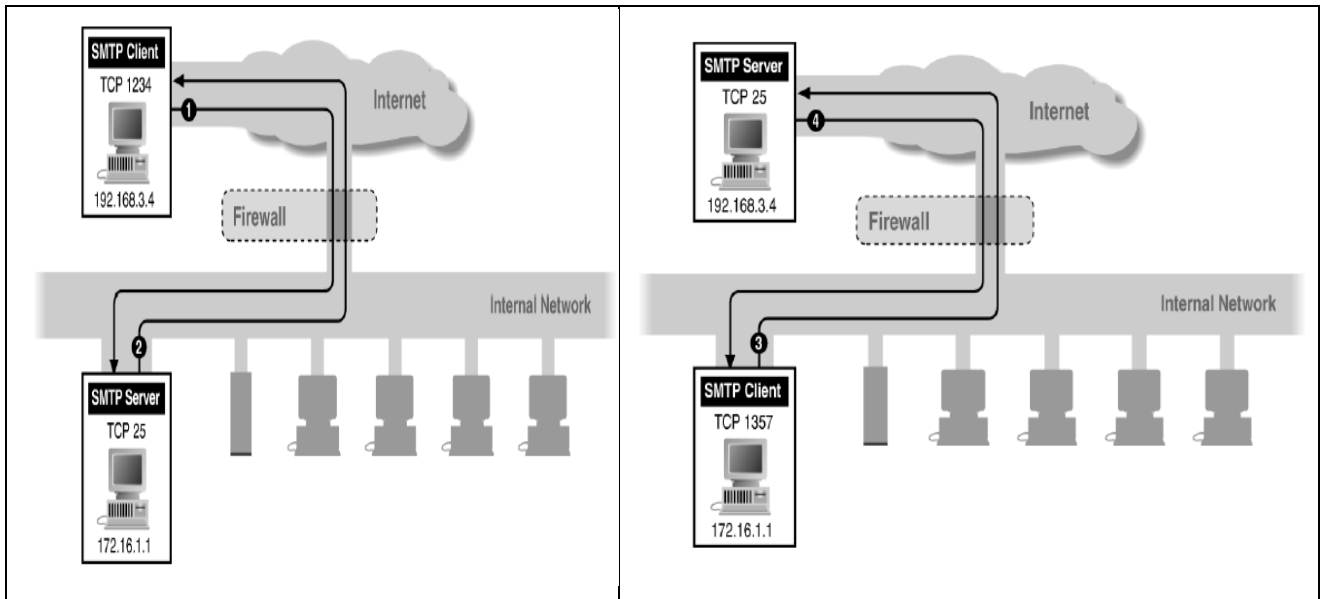 SMTP Client
TCP 1234
1
Internet
192.168.3.4
Firewall
Internal Network
2
SMTP Server
TCP 25
172.16.1.1
SMTP Server
TCP 25
4
Internet
192.168.3.4
Firewall
Internal Network
3
SMTP Client
TCP 1357
172.16.1.1